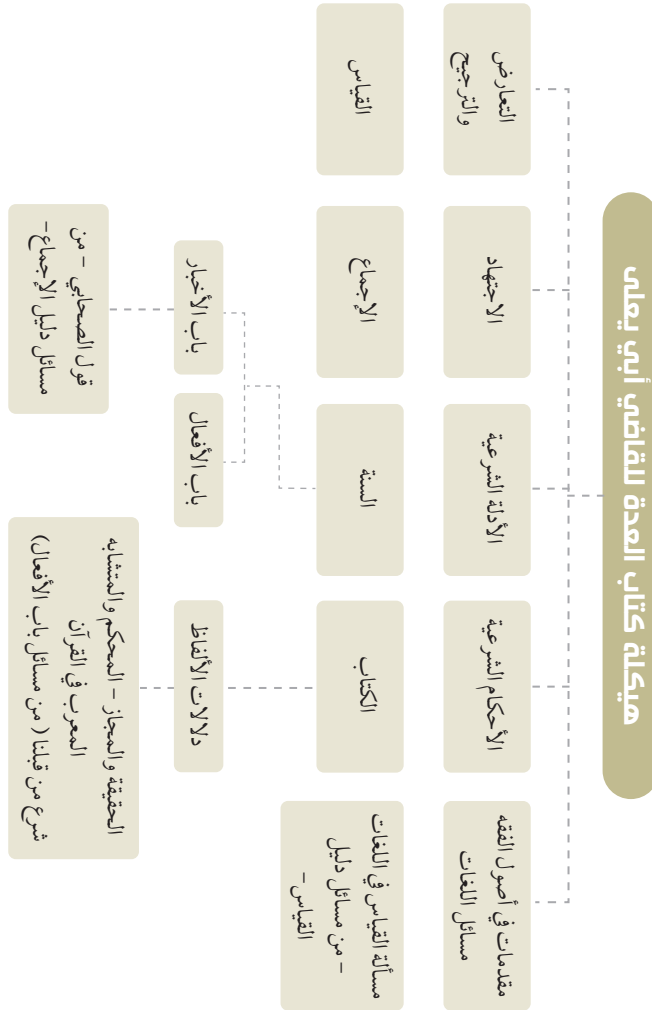 هيكلة كتاب العدة للقاضي أبي يعلى
مقدمات في أصول الفقه
مسائل اللغات
الأحكام الشرعية
الأدلة الشرعية
الاجتهاد
التعارض
والترجيح
مسألة القياس في اللغات
– من مسائل دليل
القياس –
الكتاب
السنة
الإجماع
القياس
دلالات الألفاظ
باب الأفعال
باب الأخبار
الحقيقة والمجاز – المحكم والمتشابه
المعرب في القرآن
شرع من قبلنا ( من مسائل باب الأفعال)
قول الصحابي – من
مسائل دليل الإجماع–